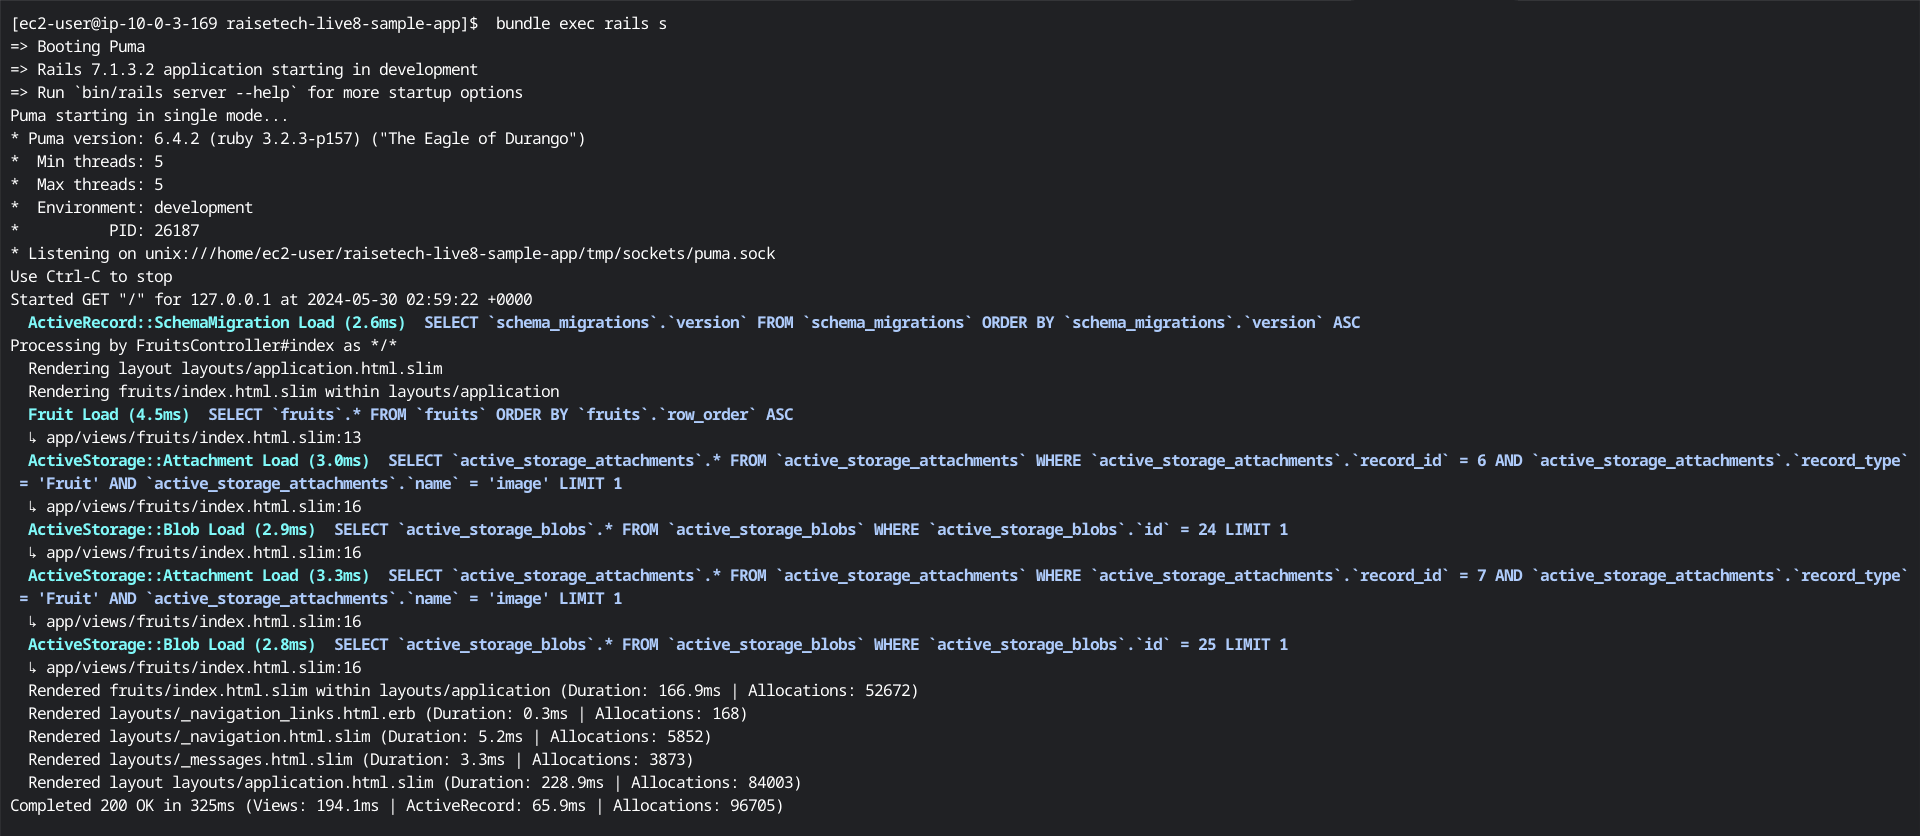 [ec2-user@ip-10-0-3-169 raisetech-live8-sample-app]$  bundle exec rails s
=> Booting Puma
=> Rails 7.1.3.2 application starting in development
=> Run `bin/rails server --help` for more startup options
Puma starting in single mode...
* Puma version: 6.4.2 (ruby 3.2.3-p157) ("The Eagle of Durango")
*  Min threads: 5
*  Max threads: 5
*  Environment: development
*          PID: 26187
* Listening on unix:///home/ec2-user/raisetech-live8-sample-app/tmp/sockets/puma.sock
Use Ctrl-C to stop
Started GET "/" for 127.0.0.1 at 2024-05-30 02:59:22 +0000
  ActiveRecord::SchemaMigration Load (2.6ms)  SELECT `schema_migrations`.`version` FROM `schema_migrations` ORDER BY `schema_migrations`.`version` ASC
Processing by FruitsController#index as */*
  Rendering layout layouts/application.html.slim
  Rendering fruits/index.html.slim within layouts/application
  Fruit Load (4.5ms)  SELECT `fruits`.* FROM `fruits` ORDER BY `fruits`.`row_order` ASC
  ↳ app/views/fruits/index.html.slim:13
  ActiveStorage::Attachment Load (3.0ms)  SELECT `active_storage_attachments`.* FROM `active_storage_attachments` WHERE `active_storage_attachments`.`record_id` = 6 AND `active_storage_attachments`.`record_type`
 = 'Fruit' AND `active_storage_attachments`.`name` = 'image' LIMIT 1
  ↳ app/views/fruits/index.html.slim:16
  ActiveStorage::Blob Load (2.9ms)  SELECT `active_storage_blobs`.* FROM `active_storage_blobs` WHERE `active_storage_blobs`.`id` = 24 LIMIT 1
  ↳ app/views/fruits/index.html.slim:16
  ActiveStorage::Attachment Load (3.3ms)  SELECT `active_storage_attachments`.* FROM `active_storage_attachments` WHERE `active_storage_attachments`.`record_id` = 7 AND `active_storage_attachments`.`record_type`
 = 'Fruit' AND `active_storage_attachments`.`name` = 'image' LIMIT 1
  ↳ app/views/fruits/index.html.slim:16
  ActiveStorage::Blob Load (2.8ms)  SELECT `active_storage_blobs`.* FROM `active_storage_blobs` WHERE `active_storage_blobs`.`id` = 25 LIMIT 1
  ↳ app/views/fruits/index.html.slim:16
  Rendered fruits/index.html.slim within layouts/application (Duration: 166.9ms | Allocations: 52672)
  Rendered layouts/_navigation_links.html.erb (Duration: 0.3ms | Allocations: 168)
  Rendered layouts/_navigation.html.slim (Duration: 5.2ms | Allocations: 5852)
  Rendered layouts/_messages.html.slim (Duration: 3.3ms | Allocations: 3873)
  Rendered layout layouts/application.html.slim (Duration: 228.9ms | Allocations: 84003)
Completed 200 OK in 325ms (Views: 194.1ms | ActiveRecord: 65.9ms | Allocations: 96705)